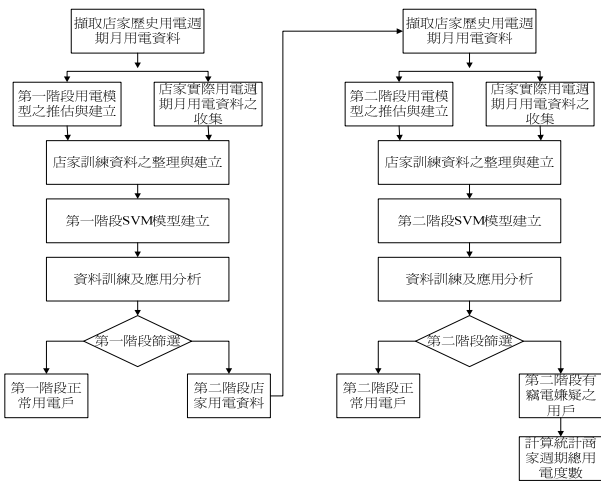 擷取店家歷史用電週
期月用電資料
第一階段用電模
型之推估與建立
店家實際用電週
期月用電資料之
收集
店家訓練資料之整理與建立
第一階段SVM模型建立
資料訓練及應用分析
第一階段篩選
第一階段正
常用電戶
第二階段店
家用電資料
擷取店家歷史用電週
期月用電資料
第二階段用電模
型之推估與建立
店家實際用電週
期月用電資料之
收集
店家訓練資料之整理與建立
第二階段SVM模型建立
資料訓練及應用分析
第二階段篩選
第二階段正
常用電戶
第二階段有
竊電嫌疑之
用戶
計算統計商
家週期總用
電度數